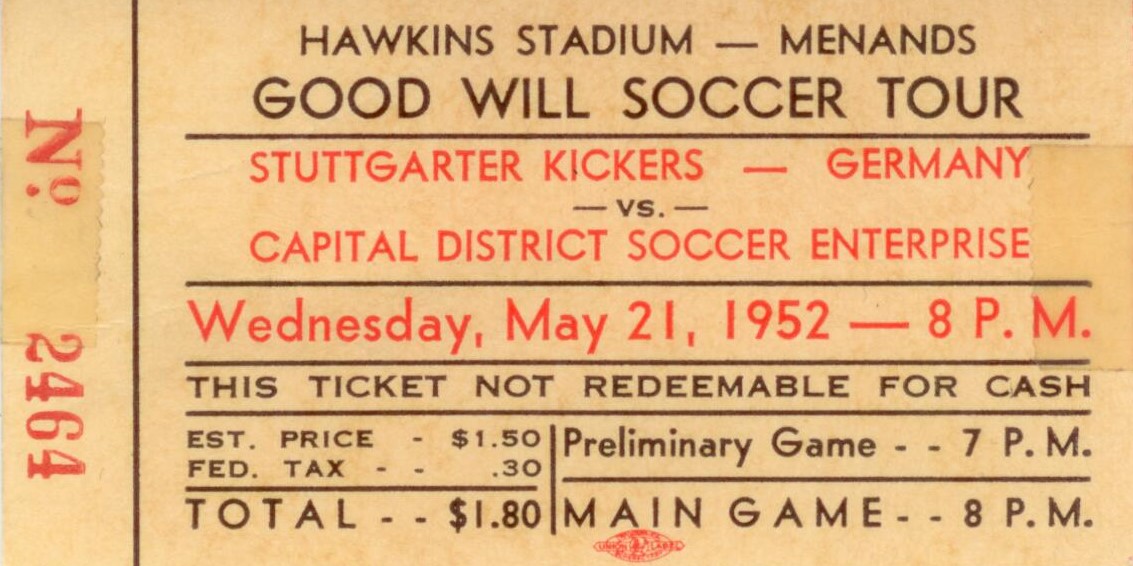 No. 2464
HAWKINS STADIUM — MENANDS
GOOD WILL SOCCER TOUR
STUTTGARTER KICKERS — GERMANY
— VS. —
CAPITAL DISTRICT SOCCER ENTERPRISE
Wednesday, May 21, 1952 — 8 P. M.
THIS TICKET NOT REDEEMABLE FOR CASH
EST. PRICE - $1.50
FED. TAX - - .30
TOTAL - - $1.80
Preliminary Game - - 7 P. M.
MAIN GAME - - 8 P. M.
UNION LABEL